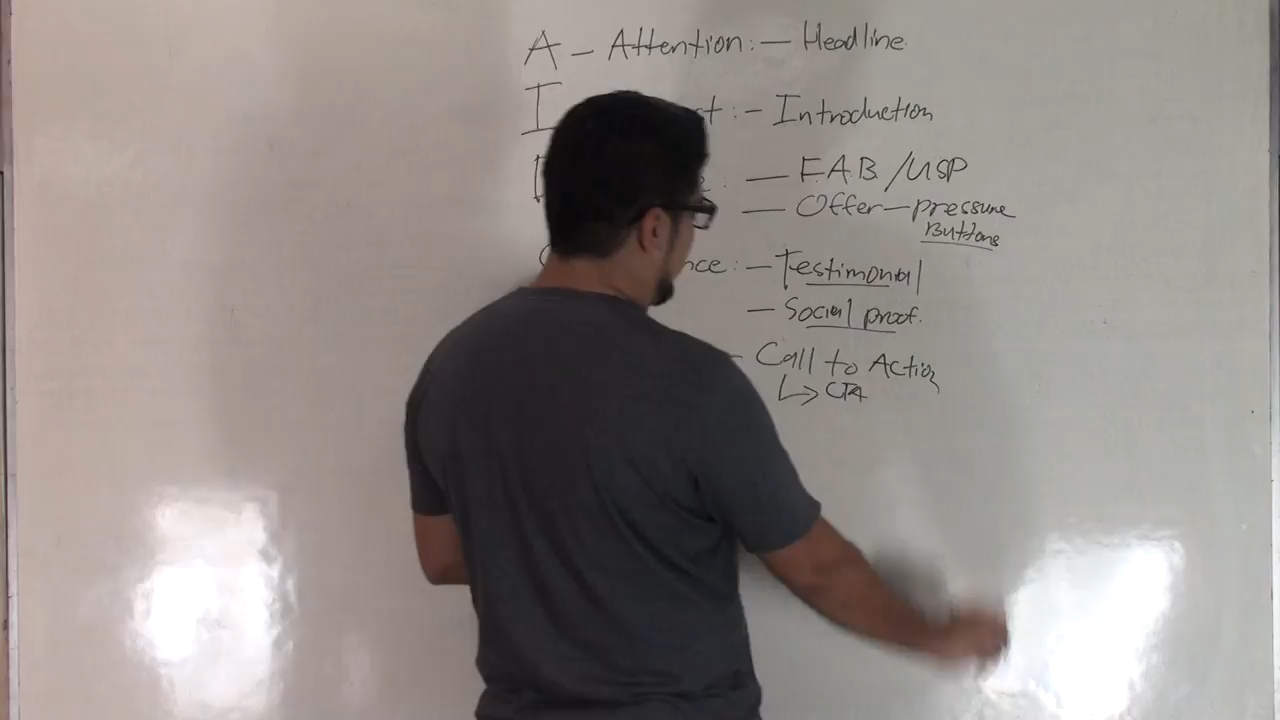 A - Attention: - Headline.
I :- Introduction
: - F.A.B. / USP
- Offer - pressure
Buttons
: - Testimonial
- Social proof.
- Call to Action
↳ CTA